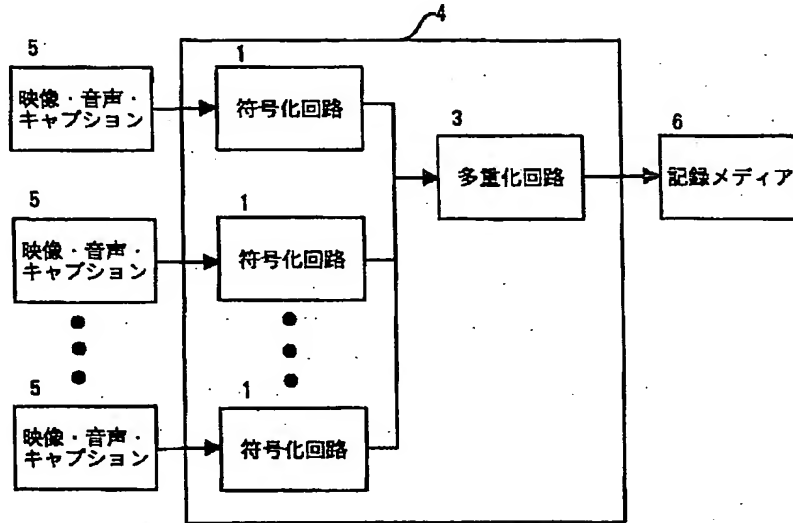 4
5
映像・音声・
キャプション
1
符号化回路
3
多重化回路
6
記録メディア
5
映像・音声・
キャプション
1
符号化回路
5
映像・音声・
キャプション
1
符号化回路